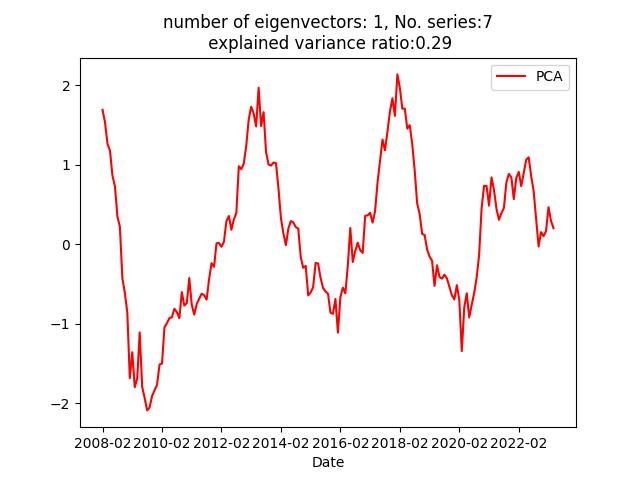 number of eigenvectors: 1, No. series:7
explained variance ratio:0.29
PCA
2
1
0
−1
−2
2008-02 2010-02 2012-02 2014-02 2016-02 2018-02 2020-02 2022-02
Date